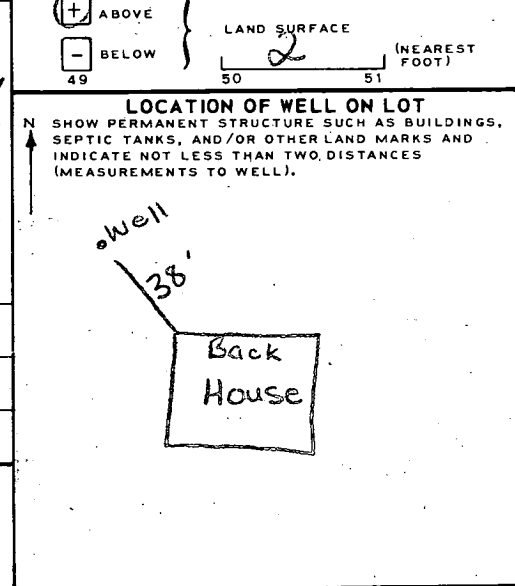 + ABOVE
LAND SURFACE
- BELOW
2
(NEAREST
FOOT)
49 50 51
LOCATION OF WELL ON LOT
N SHOW PERMANENT STRUCTURE SUCH AS BUILDINGS,
SEPTIC TANKS, AND/OR OTHER LAND MARKS AND
INDICATE NOT LESS THAN TWO DISTANCES
(MEASUREMENTS TO WELL).
.Well
38'
Back
House